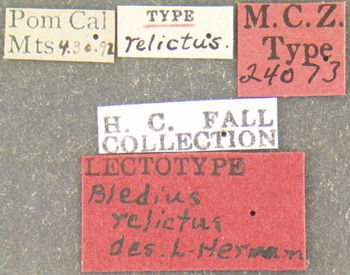 Pom Cal
Mts 4.30.92
TYPE
relictus.
M.C.Z.
Type
24073
H. C. FALL
COLLECTION
LECTOTYPE
Bledius
relictus
des. L. Herman